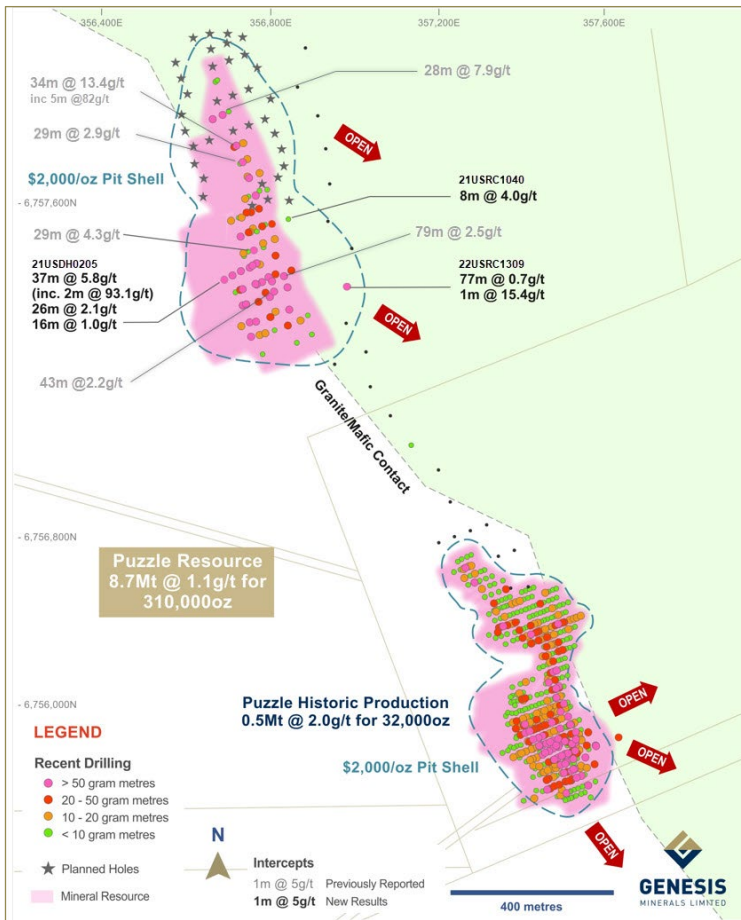 356,400E
356,800E
357,200E
357,600E
34m @ 13.4g/t
inc 5m @82g/t
28m @ 7.9g/t
29m @ 2.9g/t
OPEN
$2,000/oz Pit Shell
21USRC1040
8m @ 4.0g/t
- 6,757,600N
29m @ 4.3g/t
79m @ 2.5g/t
21USDH0205
37m @ 5.8g/t
(inc. 2m @ 93.1g/t)
26m @ 2.1g/t
16m @ 1.0g/t
22USRC1309
77m @ 0.7g/t
1m @ 15.4g/t
OPEN
43m @2.2g/t
Granite/Mafic Contact
- 6,756,800N
Puzzle Resource
8.7Mt @ 1.1g/t for
310,000oz
- 6,756,000N
Puzzle Historic Production
0.5Mt @ 2.0g/t for 32,000oz
OPEN
OPEN
$2,000/oz Pit Shell
OPEN
LEGEND
Recent Drilling
> 50 gram metres
20 - 50 gram metres
10 - 20 gram metres
< 10 gram metres
Planned Holes
Mineral Resource
N
Intercepts
1m @ 5g/t Previously Reported
1m @ 5g/t New Results
400 metres
GENESIS
MINERALS LIMITED